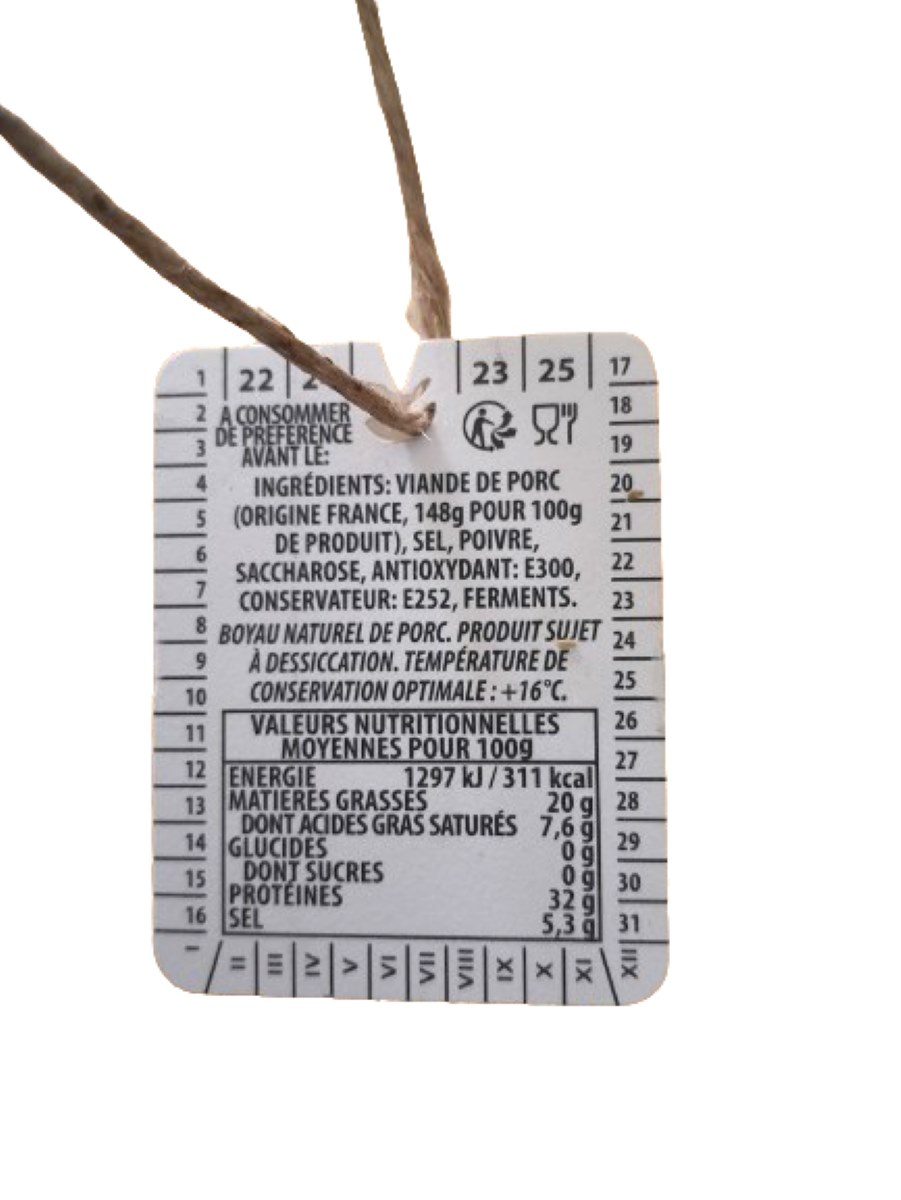 22 2 23 25
A CONSOMMER
DE PREFERENCE
AVANT LE:
INGRÉDIENTS: VIANDE DE PORC
(ORIGINE FRANCE, 148g POUR 100g
DE PRODUIT), SEL, POIVRE,
SACCHAROSE, ANTIOXYDANT: E300,
CONSERVATEUR: E252, FERMENTS.
BOYAU NATUREL DE PORC. PRODUIT SUJET
À DESSICCATION. TEMPÉRATURE DE
CONSERVATION OPTIMALE : +16°C.
VALEURS NUTRITIONNELLES
MOYENNES POUR 100g
ENERGIE 1297 kJ / 311 kcal
MATIERES GRASSES 20 g
DONT ACIDES GRAS SATURÉS 7,6 g
GLUCIDES 0 g
DONT SUCRES 0 g
PROTÉINES 32 g
SEL 5,3 g
1
2
3
4
5
6
7
8
9
10
11
12
13
14
15
16
17
18
19
20
21
22
23
24
25
26
27
28
29
30
31
I II III IV V VI VII VIII IX X XI XII